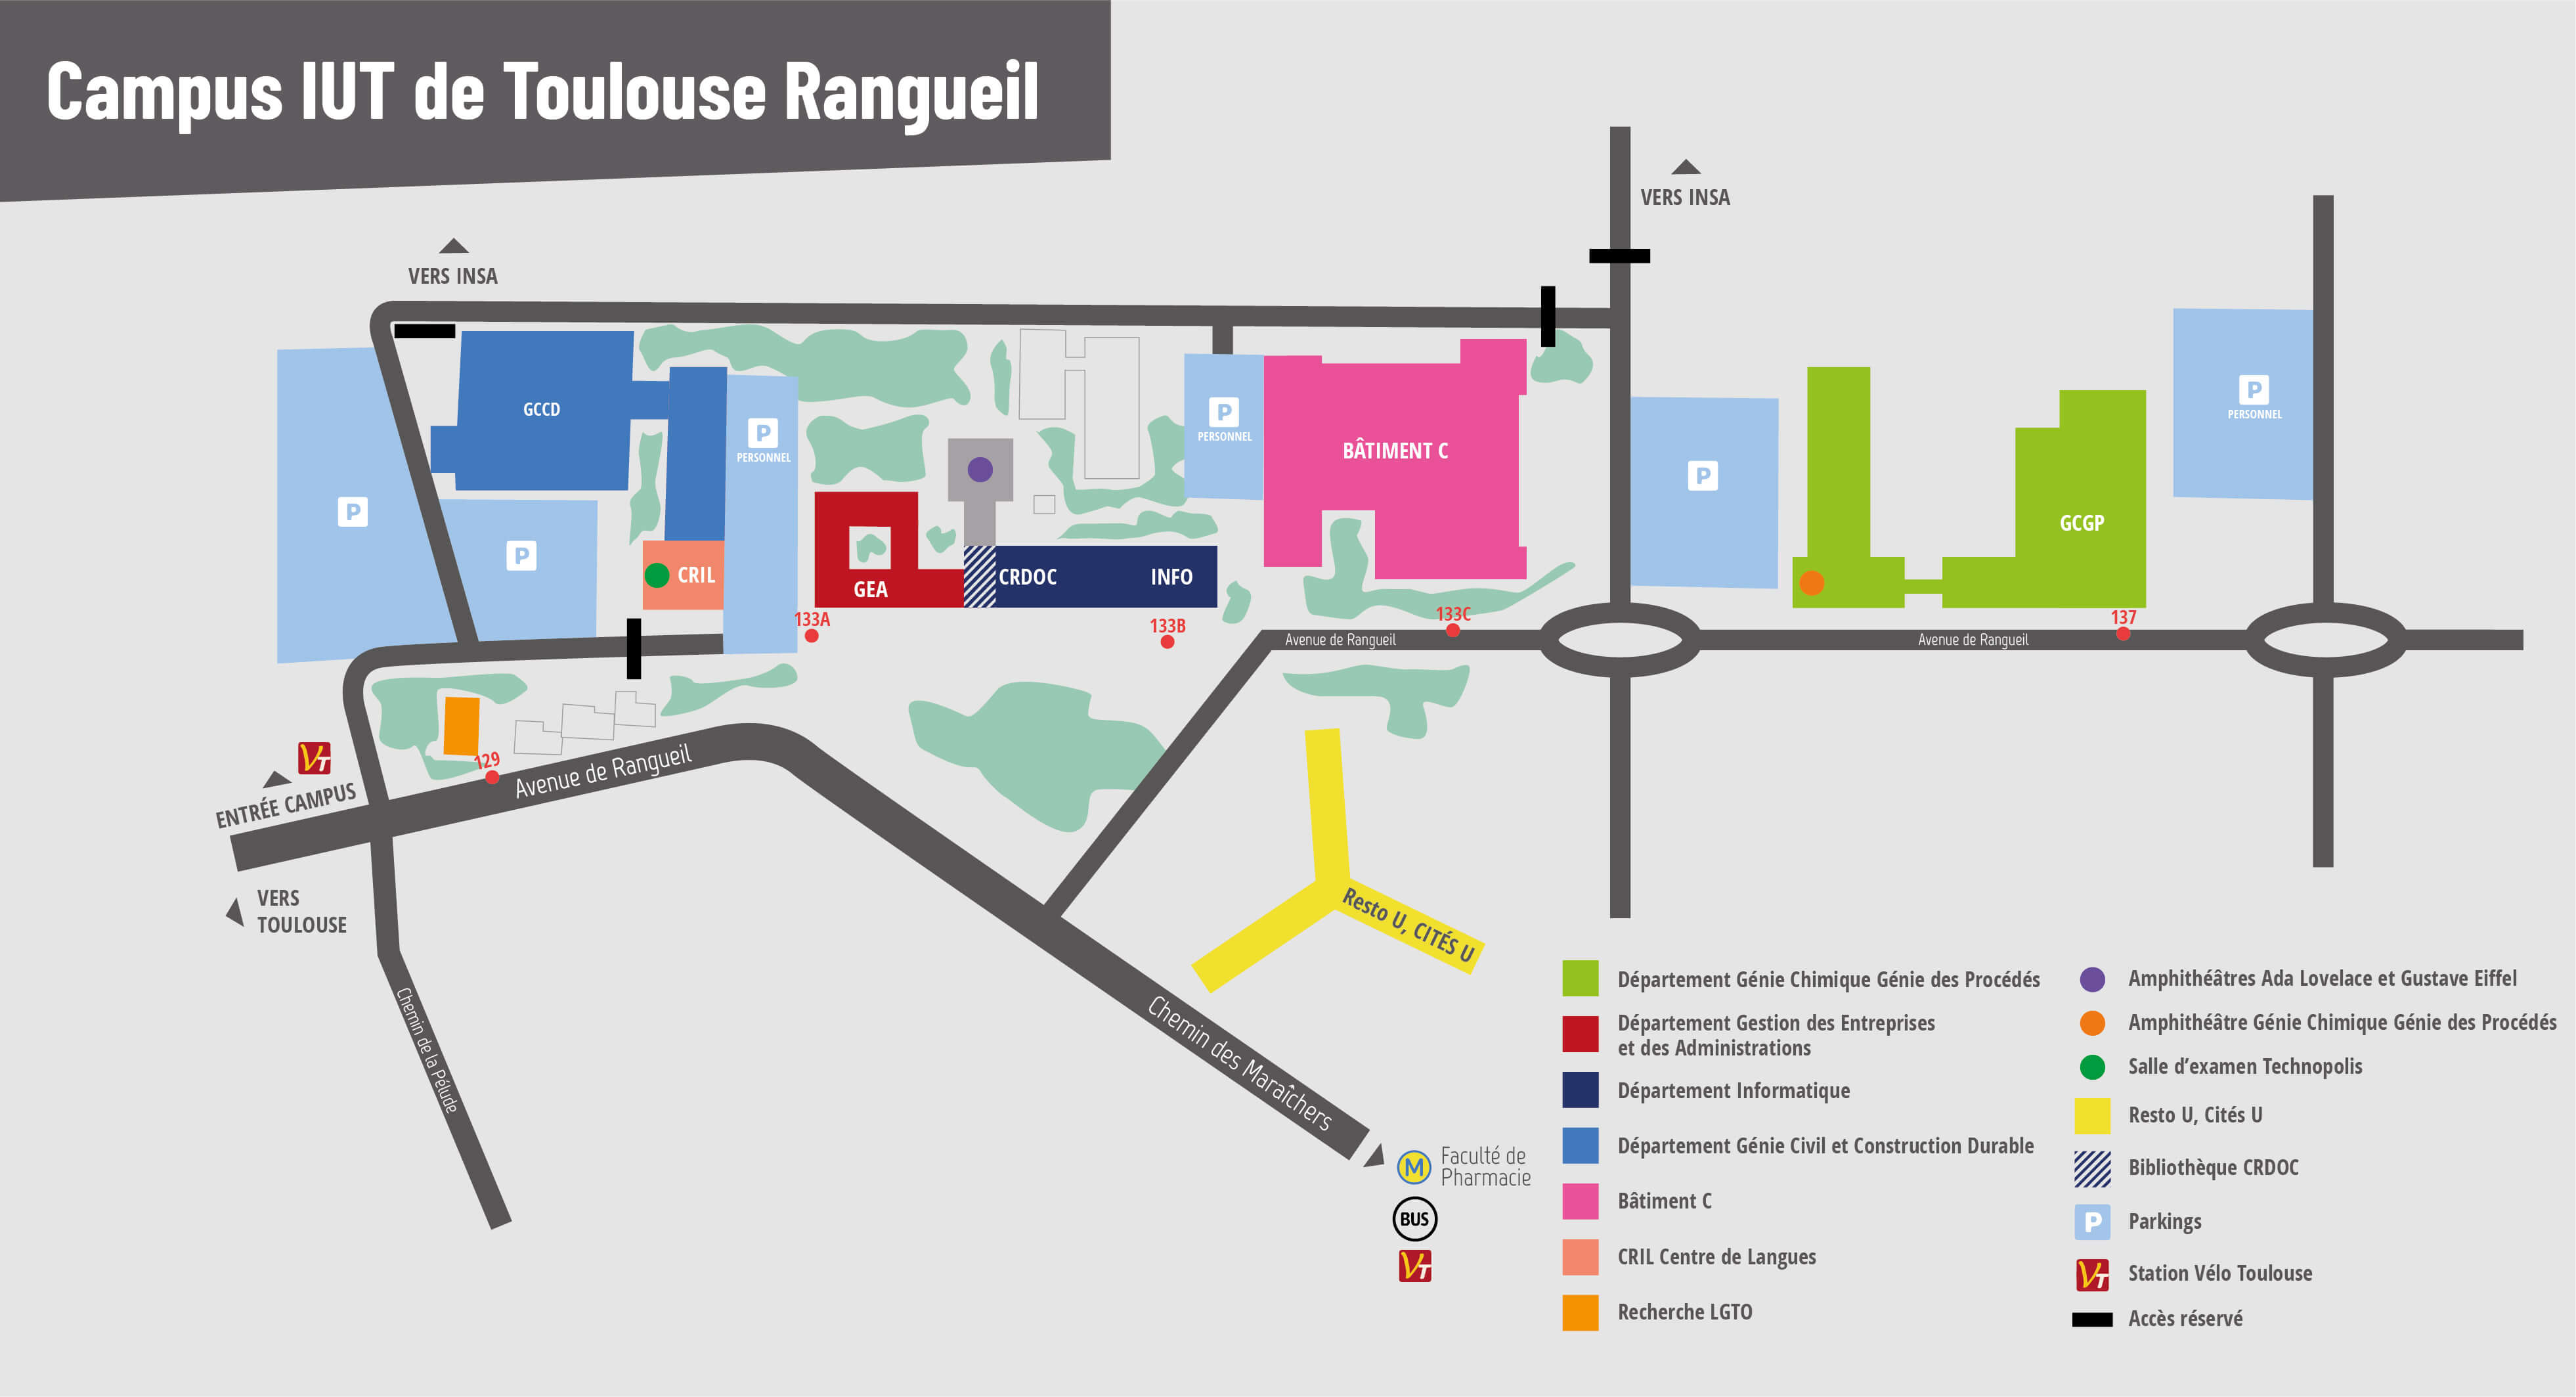 Campus IUT de Toulouse Rangueil
VERS INSA
VERS INSA
GCCD
P
PERSONNEL
P
P
CRIL
GEA
CRDOC
INFO
P
PERSONNEL
BÂTIMENT C
P
GCGP
P
PERSONNEL
133A
133B
133C
137
Avenue de Rangueil
Avenue de Rangueil
129
Avenue de Rangueil
VT
ENTRÉE CAMPUS
VERS
TOULOUSE
Chemin de la Pélude
Chemin des Maraîchers
Resto U, CITÉS U
M
Faculté de
Pharmacie
BUS
VT
Département Génie Chimique Génie des Procédés
Département Gestion des Entreprises
et des Administrations
Département Informatique
Département Génie Civil et Construction Durable
Bâtiment C
CRIL Centre de Langues
Recherche LGTO
Amphithéâtres Ada Lovelace et Gustave Eiffel
Amphithéâtre Génie Chimique Génie des Procédés
Salle d’examen Technopolis
Resto U, Cités U
Bibliothèque CRDOC
P
Parkings
VT
Station Vélo Toulouse
Accès réservé